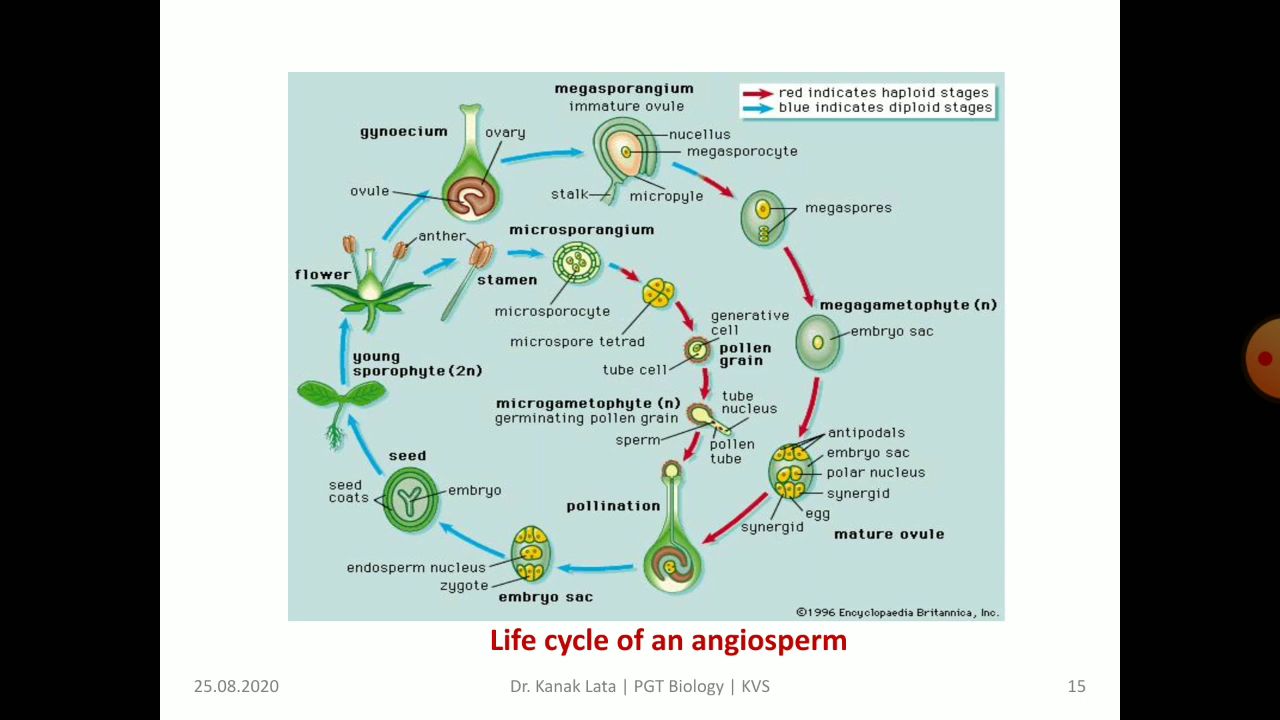 megasporangium
immature ovule
red indicates haploid stages
blue indicates diploid stages
gynoecium
ovary
nucellus
megasporocyte
ovule
stalk
micropyle
megaspores
anther
microsporangium
flower
stamen
microsporocyte
megagametophyte (n)
generative
cell
embryo sac
microspore tetrad
pollen
grain
young
sporophyte (2n)
tube cell
tube
nucleus
microgametophyte (n)
germinating pollen grain
sperm
pollen
tube
antipodals
embryo sac
polar nucleus
synergid
egg
synergid
mature ovule
seed
seed
coats
embryo
pollination
endosperm nucleus
zygote
embryo sac
©1996 Encyclopaedia Britannica, Inc.
Life cycle of an angiosperm
25.08.2020
Dr. Kanak Lata | PGT Biology | KVS
15